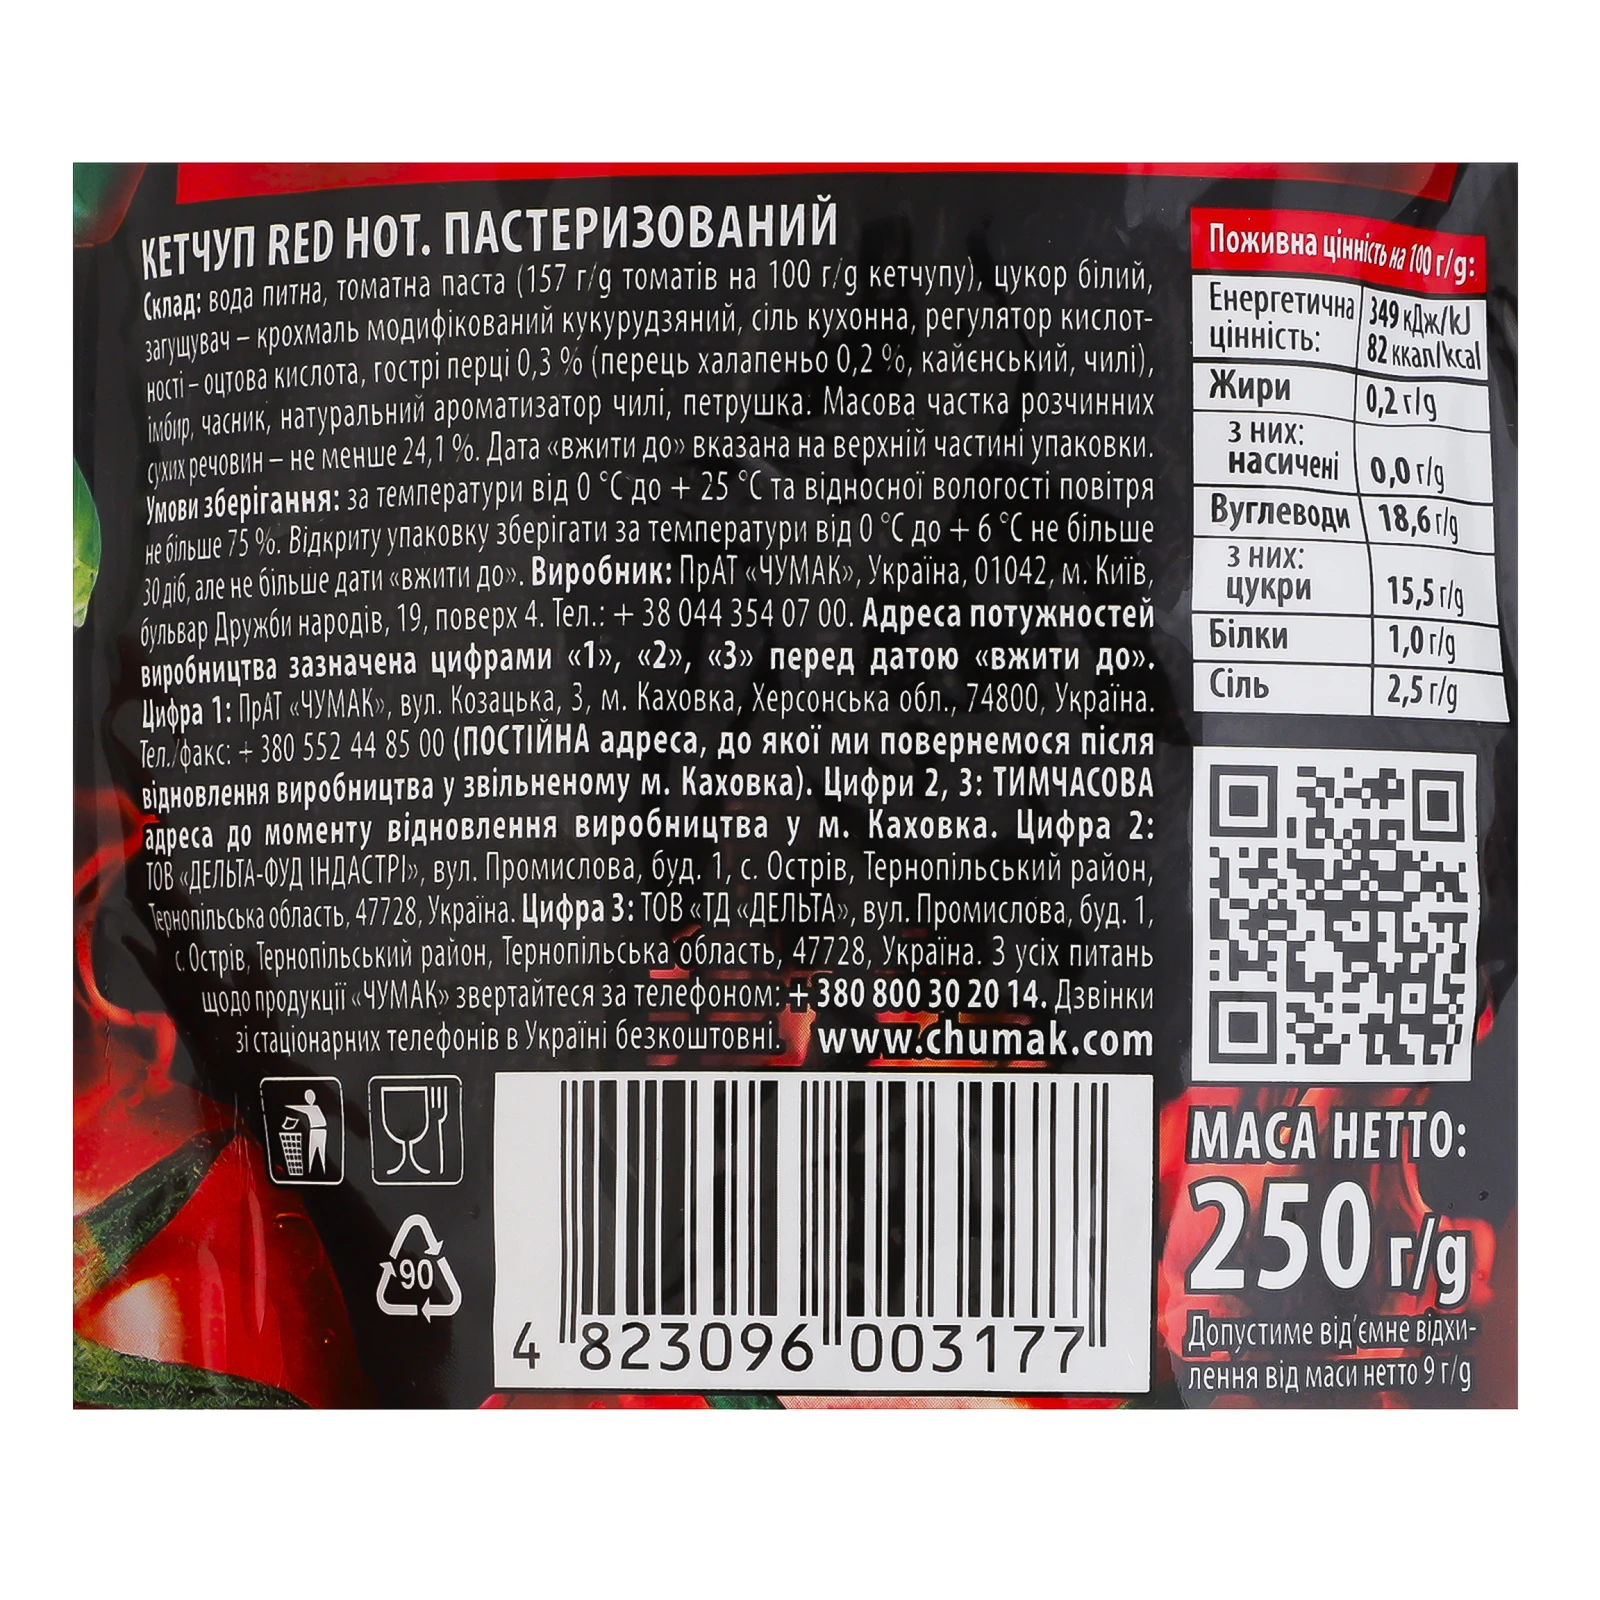 КЕТЧУП RED HOT. ПАСТЕРИЗОВАНИЙ
Склад: вода питна, томатна паста (157 г/g томатів на 100 г/g кетчупу), цукор білий,
загущувач – крохмаль модифікований кукурудзяний, сіль кухонна, регулятор кислот-
ності – оцтова кислота, гострі перці 0,3 % (перець халапеньо 0,2 %, кайєнський, чилі),
імбир, часник, натуральний ароматизатор чилі, петрушка. Масова частка розчинних
сухих речовин – не менше 24,1 %. Дата «вжити до» вказана на верхній частині упаковки.
Умови зберігання: за температури від 0 °С до + 25 °С та відносної вологості повітря
не більше 75 %. Відкриту упаковку зберігати за температури від 0 °С до + 6 °С не більше
30 діб, але не більше дати «вжити до». Виробник: ПрАТ «ЧУМАК», Україна, 01042, м. Київ,
бульвар Дружби народів, 19, поверх 4. Тел.: + 38 044 354 07 00. Адреса потужностей
виробництва зазначена цифрами «1», «2», «3» перед датою «вжити до».
Цифра 1: ПрАТ «ЧУМАК», вул. Козацька, 3, м. Каховка, Херсонська обл., 74800, Україна.
Тел./факс: + 380 552 44 85 00 (ПОСТІЙНА адреса, до якої ми повернемося після
відновлення виробництва у звільненому м. Каховка). Цифри 2, 3: ТИМЧАСОВА
адреса до моменту відновлення виробництва у м. Каховка. Цифра 2:
ТОВ «ДЕЛЬТА-ФУД ІНДАСТРІ», вул. Промислова, буд. 1, с. Острів, Тернопільський район,
Тернопільська область, 47728, Україна. Цифра 3: ТОВ «ТД «ДЕЛЬТА», вул. Промислова, буд. 1,
с. Острів, Тернопільський район, Тернопільська область, 47728, Україна. З усіх питань
щодо продукції «ЧУМАК» звертайтеся за телефоном: + 380 800 30 20 14. Дзвінки
зі стаціонарних телефонів в Україні безкоштовні. www.chumak.com
Поживна цінність на 100 г/g:
Енергетична цінність: 349 кДж/kJ 82 ккал/kcal
Жири 0,2 г/g
з них: насичені 0,0 г/g
Вуглеводи 18,6 г/g
з них: цукри 15,5 г/g
Білки 1,0 г/g
Сіль 2,5 г/g
МАСА НЕТТО:
250 г/g
Допустиме від’ємне відхи-
лення від маси нетто 9 г/g
90
4 823096 003177